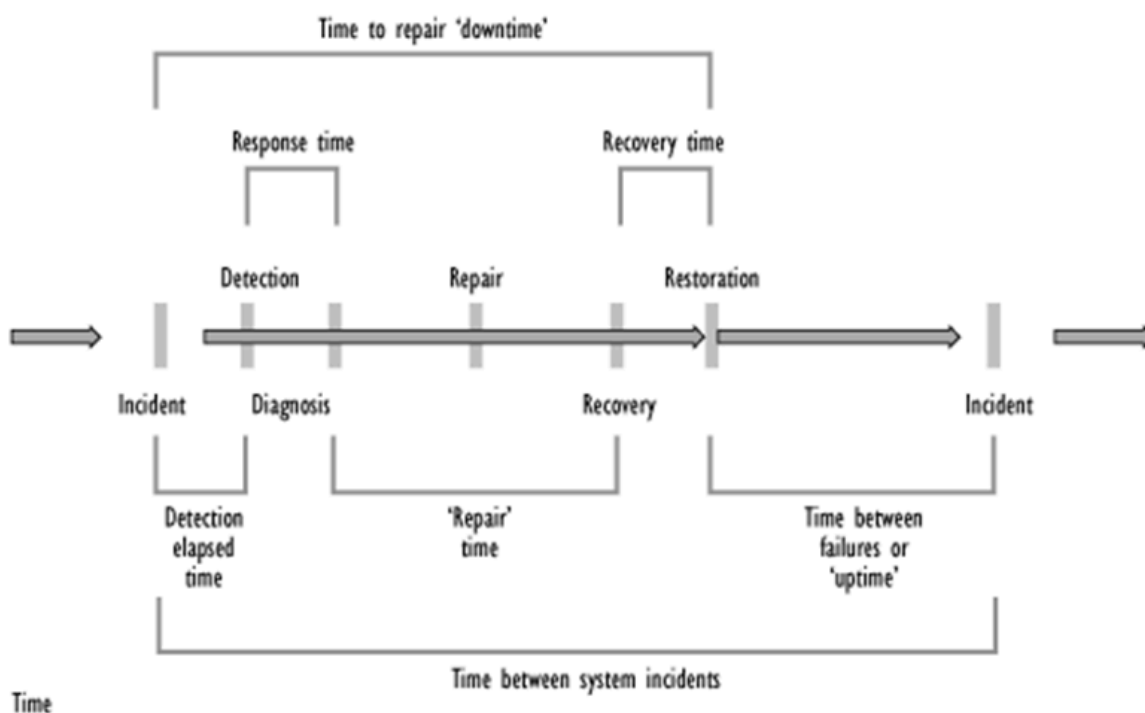 Time to repair ‘downtime’
Response time
Recovery time
Detection
Repair
Restoration
Incident
Diagnosis
Recovery
Incident
Detection
elapsed
time
‘Repair’
time
Time between
failures or
‘uptime’
Time between system incidents
Time